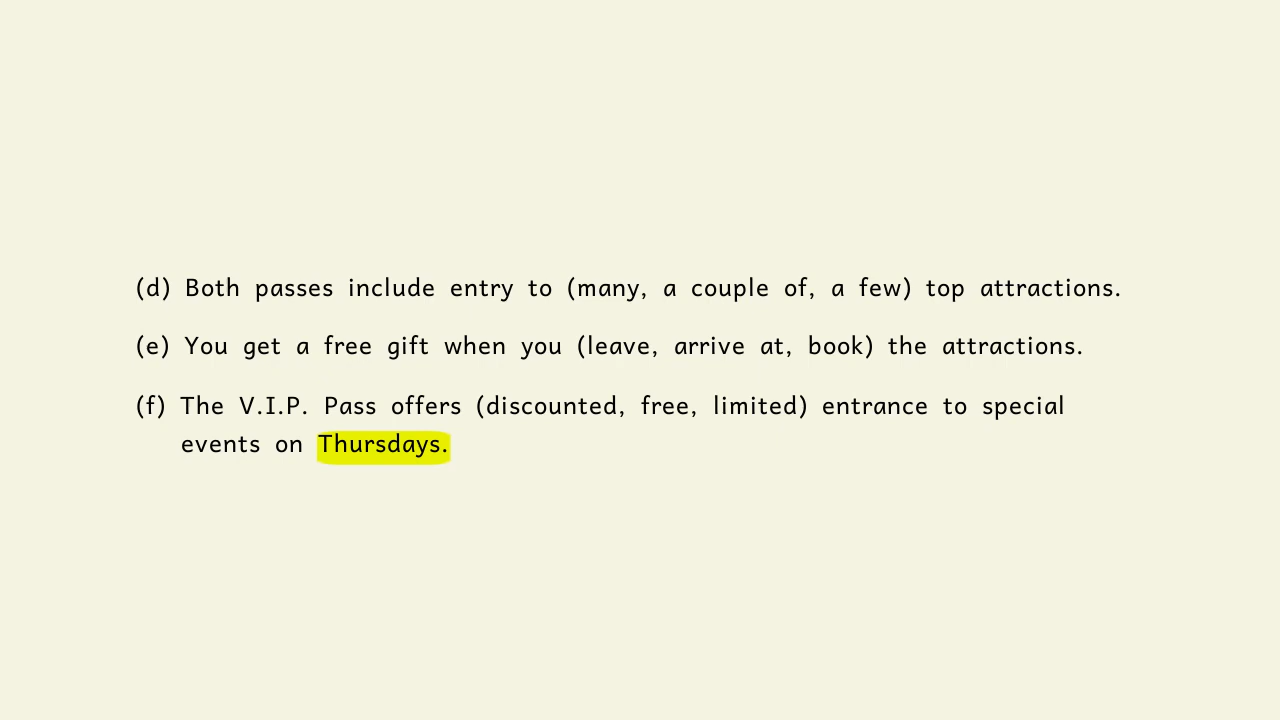 (d) Both passes include entry to (many, a couple of, a few) top attractions.
(e) You get a free gift when you (leave, arrive at, book) the attractions.
(f) The V.I.P. Pass offers (discounted, free, limited) entrance to special
events on Thursdays.